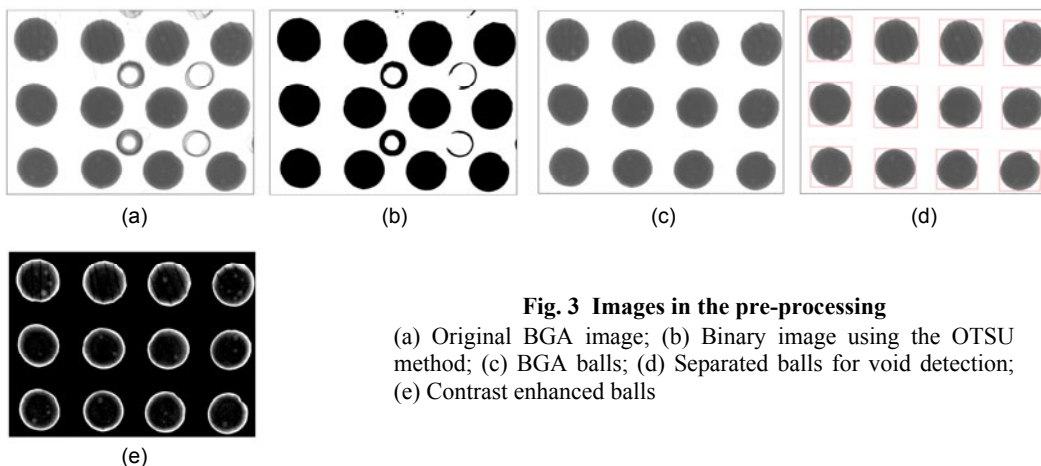 (a)
(b)
(c)
(d)
(e)
Fig. 3 Images in the pre-processing
(a) Original BGA image; (b) Binary image using the OTSU
method; (c) BGA balls; (d) Separated balls for void detection;
(e) Contrast enhanced balls